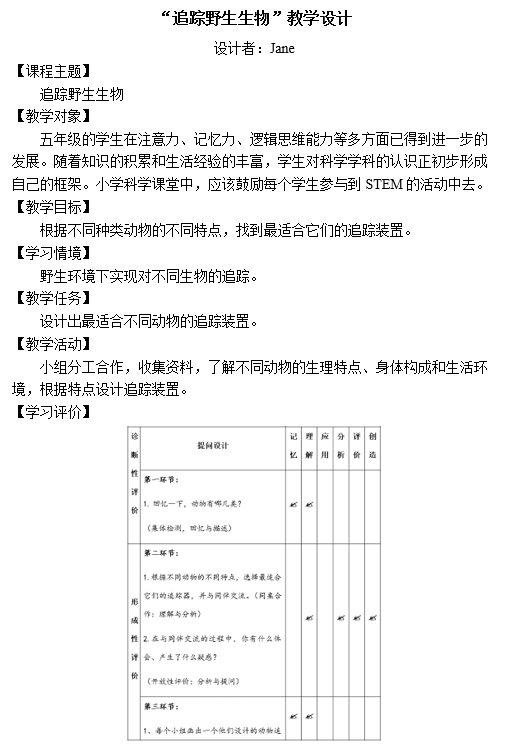 “追踪野生生物”教学设计
设计者：Jane
【课程主题】
追踪野生生物
【教学对象】
五年级的学生在注意力、记忆力、逻辑思维能力等多方面已得到进一步的
发展。随着知识的积累和生活经验的丰富，学生对科学学科的认识正初步形成
自己的框架。小学科学课堂中，应该鼓励每个学生参与到 STEM 的活动中去。
【教学目标】
根据不同种类动物的不同特点，找到最适合它们的追踪装置。
【学习情境】
野生环境下实现对不同生物的追踪。
【教学任务】
设计出最适合不同动物的追踪装置。
【教学活动】
小组分工合作，收集资料，了解不同动物的生理特点、身体构成和生活环
境，根据特点设计追踪装置。
【学习评价】
诊断性评价
提问设计
记忆
理解
应用
分析
评价
创造
第一环节：
1. 回忆一下，动物有哪几类？
（集体检测，回忆与描述）
形成性评价
第二环节：
1.根据不同动物的不同特点，选择最适合
它们的追踪器，并与同伴交流。（同桌合
作：理解与分析）
2.在与同伴交流的过程中，你有什么体
会、产生了什么疑惑？
（开放性评价：分析与提问）
第三环节：
1、每个小组画出一个他们设计的动物追